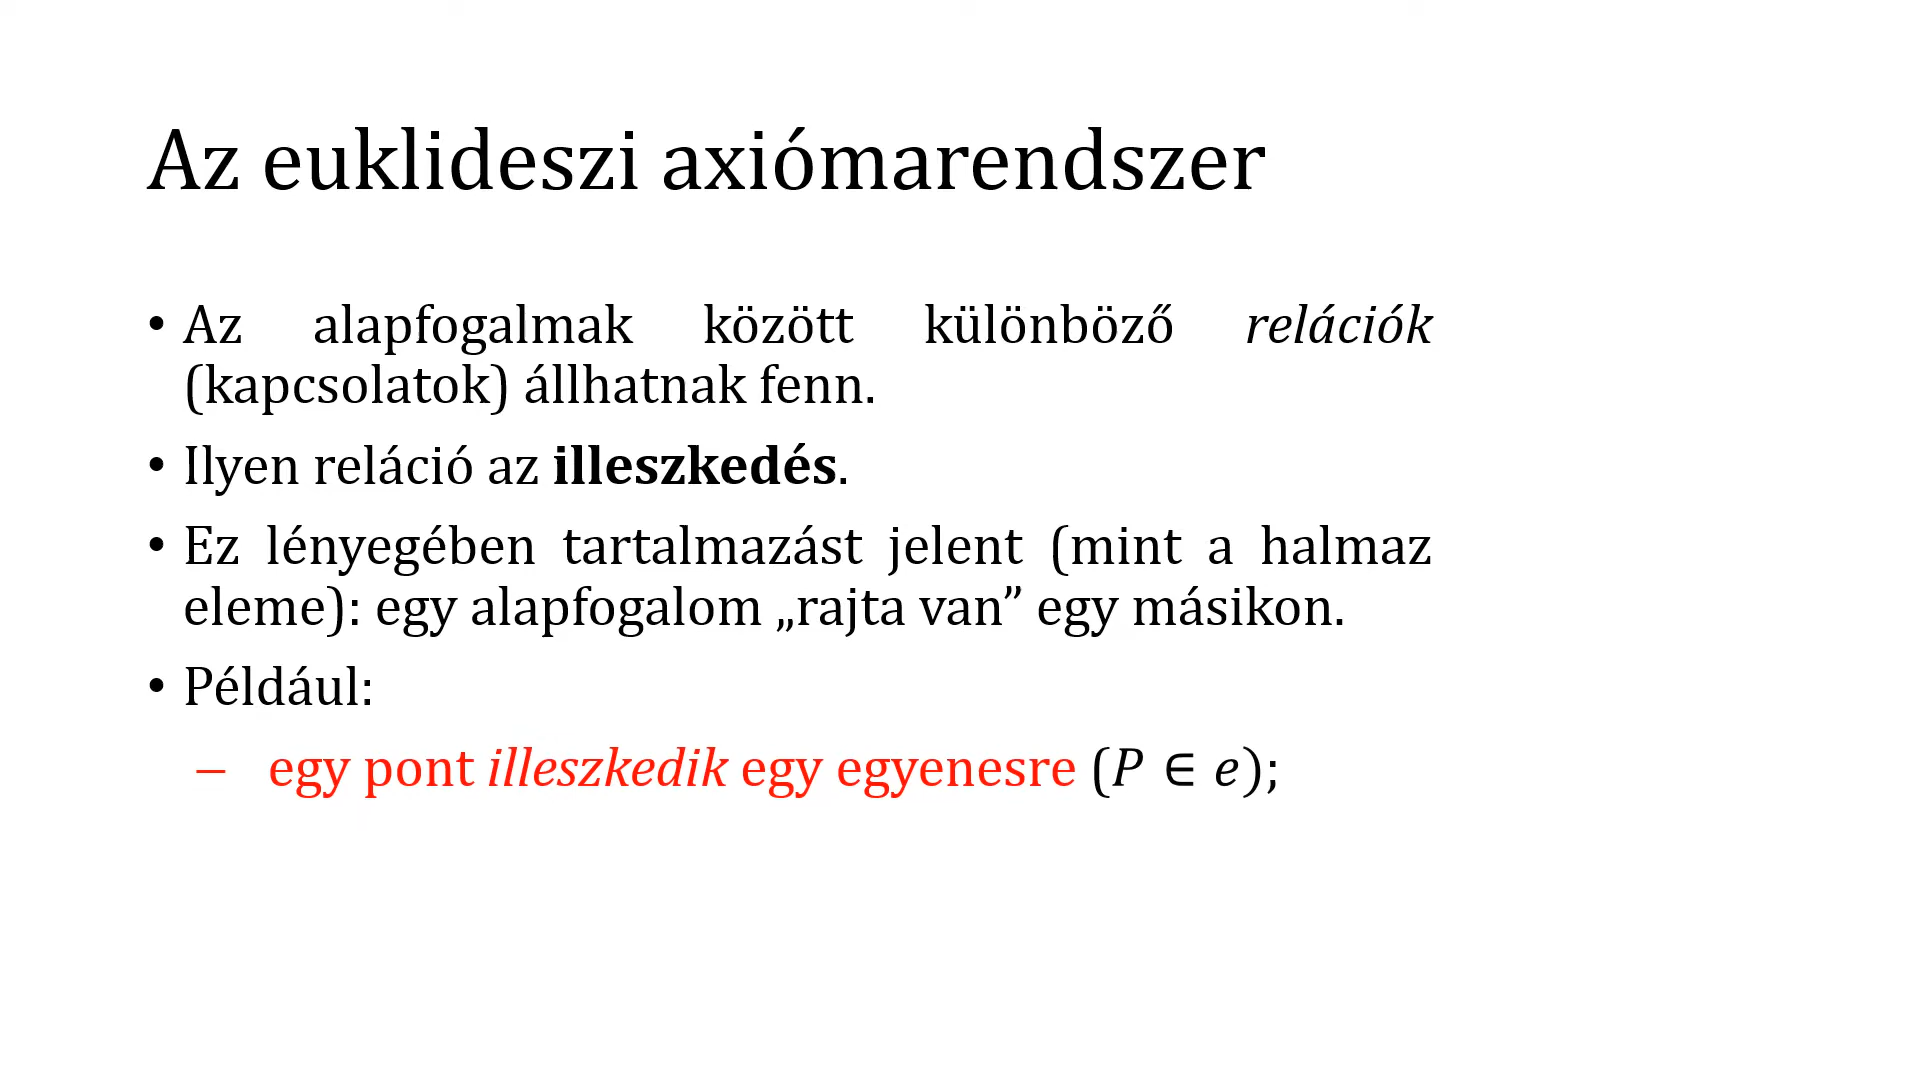 Az euklideszi axiómarendszer
• Az alapfogalmak között különböző relációk
(kapcsolatok) állhatnak fenn.
• Ilyen reláció az illeszkedés.
• Ez lényegében tartalmazást jelent (mint a halmaz
eleme): egy alapfogalom „rajta van” egy másikon.
• Például:
– egy pont illeszkedik egy egyenesre (P ∈ e);